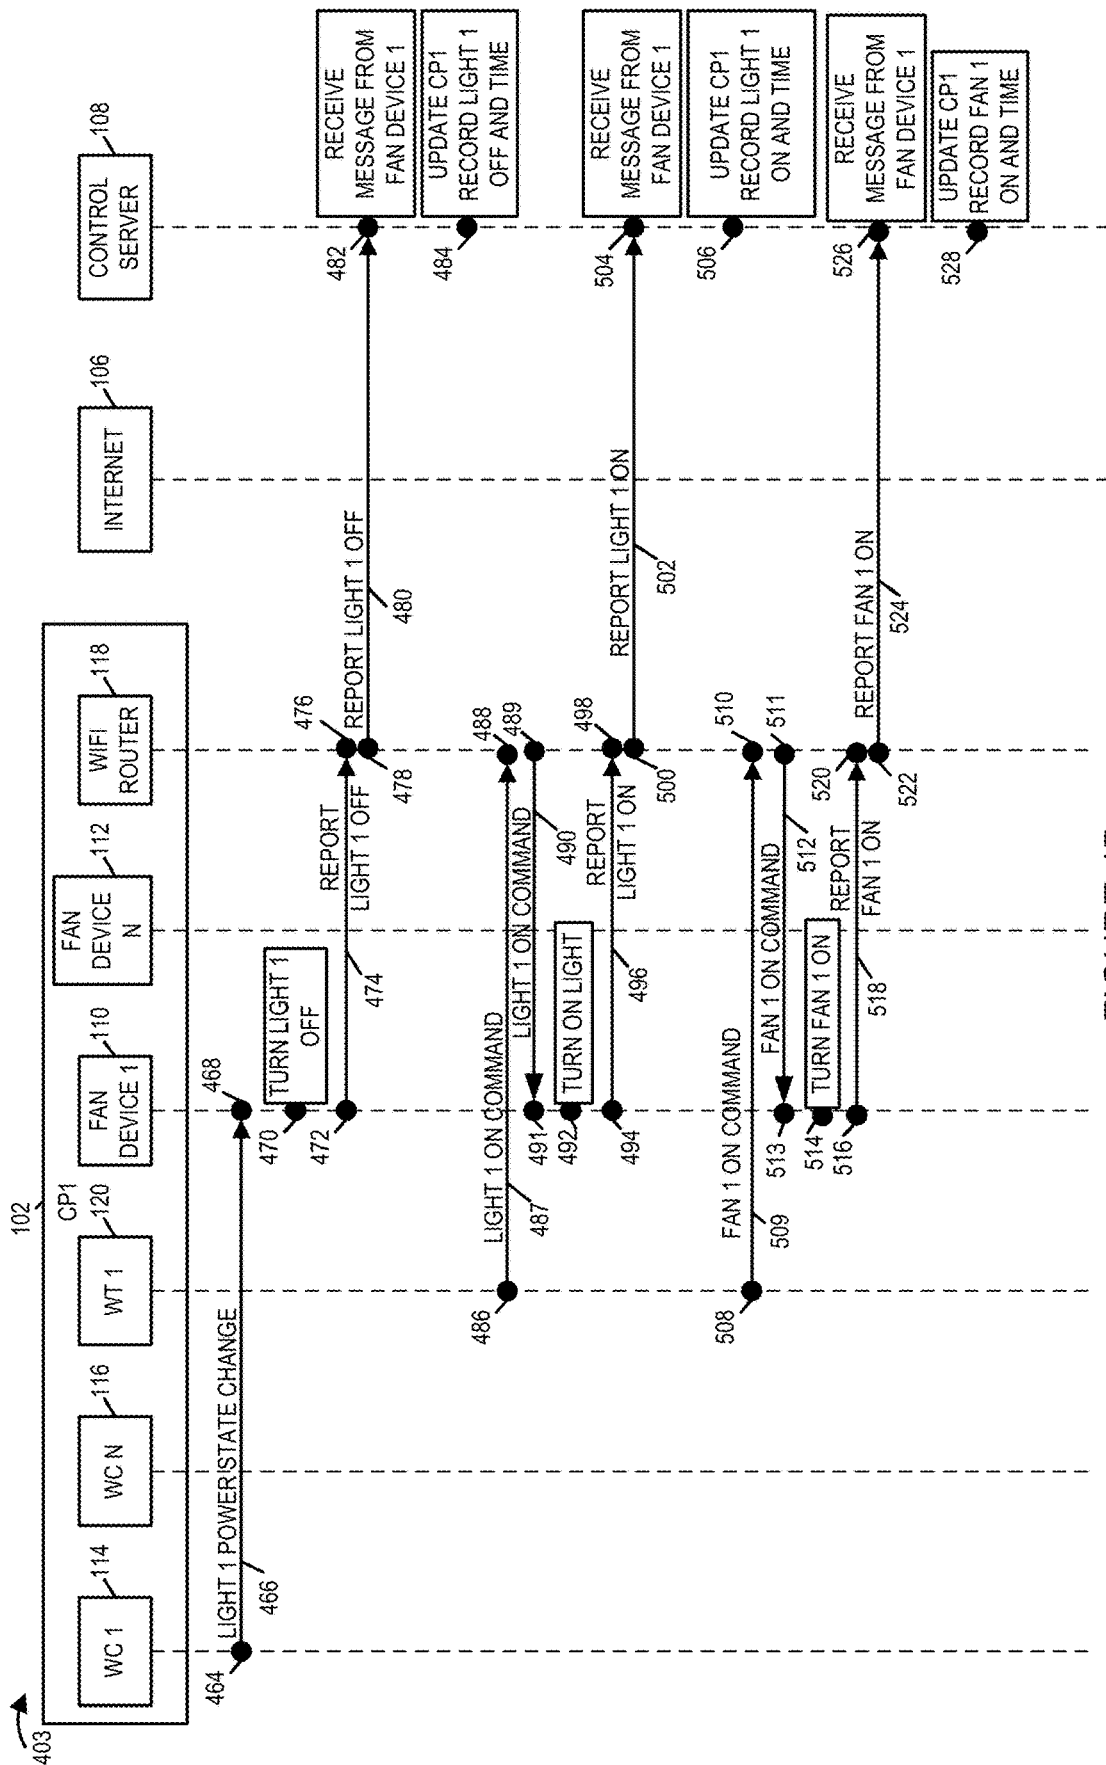 403
102
CP1
WC 1
114
WC N
116
WT 1
120
FAN
DEVICE 1
110
FAN
DEVICE
N
112
WIFI
ROUTER
118
INTERNET
106
CONTROL
SERVER
108
464
LIGHT 1 POWER STATE CHANGE
466
468
470
TURN LIGHT 1
OFF
472
474
REPORT
LIGHT 1 OFF
476
478
REPORT LIGHT 1 OFF
480
482
RECEIVE
MESSAGE FROM
FAN DEVICE 1
484
UPDATE CP1
RECORD LIGHT 1
OFF AND TIME
486
LIGHT 1 ON COMMAND
487
488
489
LIGHT 1 ON COMMAND
490
491
492
TURN ON LIGHT
494
496
REPORT
LIGHT 1 ON
498
500
REPORT LIGHT 1 ON
502
504
RECEIVE
MESSAGE FROM
FAN DEVICE 1
506
UPDATE CP1
RECORD LIGHT 1
ON AND TIME
508
FAN 1 ON COMMAND
509
510
511
FAN 1 ON COMMAND
512
513
514
TURN FAN 1 ON
516
518
REPORT
FAN 1 ON
520
522
REPORT FAN 1 ON
524
526
RECEIVE
MESSAGE FROM
FAN DEVICE 1
528
UPDATE CP1
RECORD FAN 1
ON AND TIME